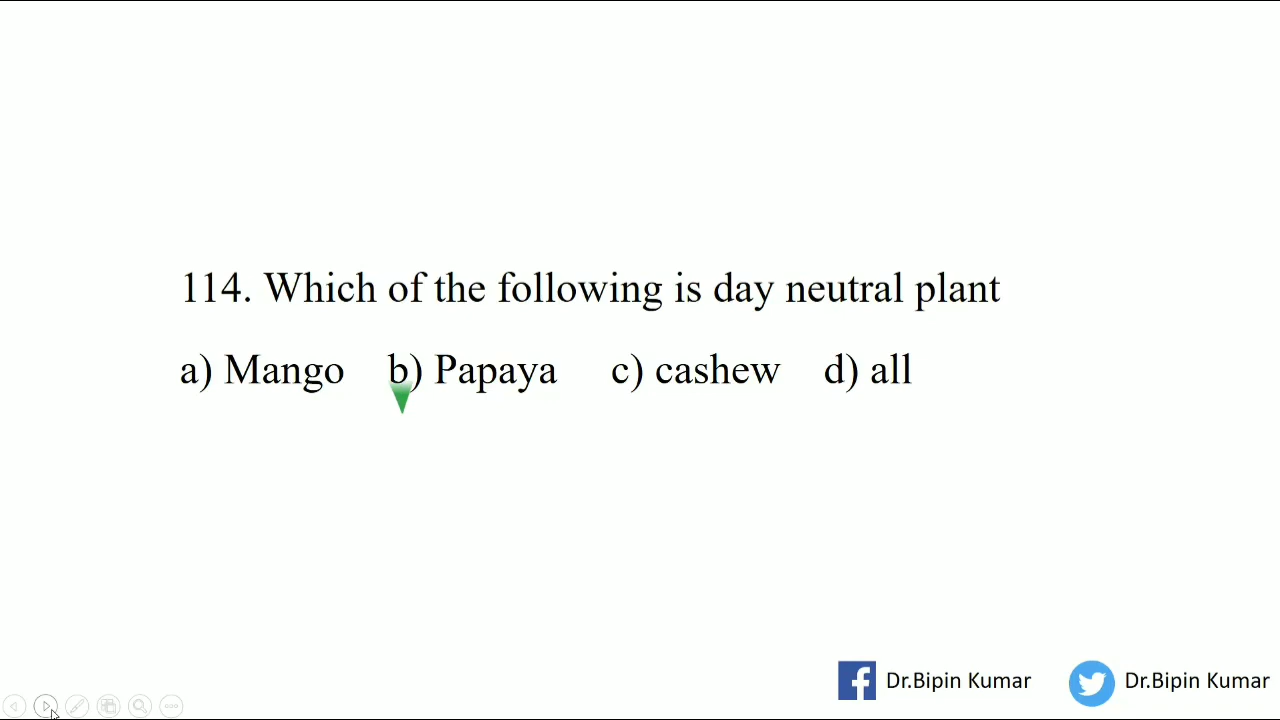 114. Which of the following is day neutral plant
a) Mango b) Papaya c) cashew d) all
Dr.Bipin Kumar Dr.Bipin Kumar